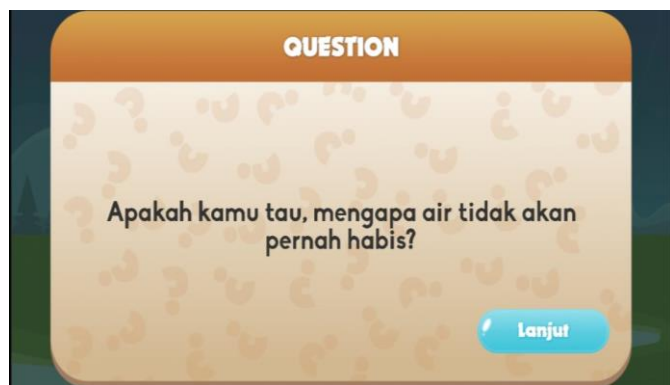 QUESTION
Apakah kamu tau, mengapa air tidak akan
pernah habis?
Lanjut